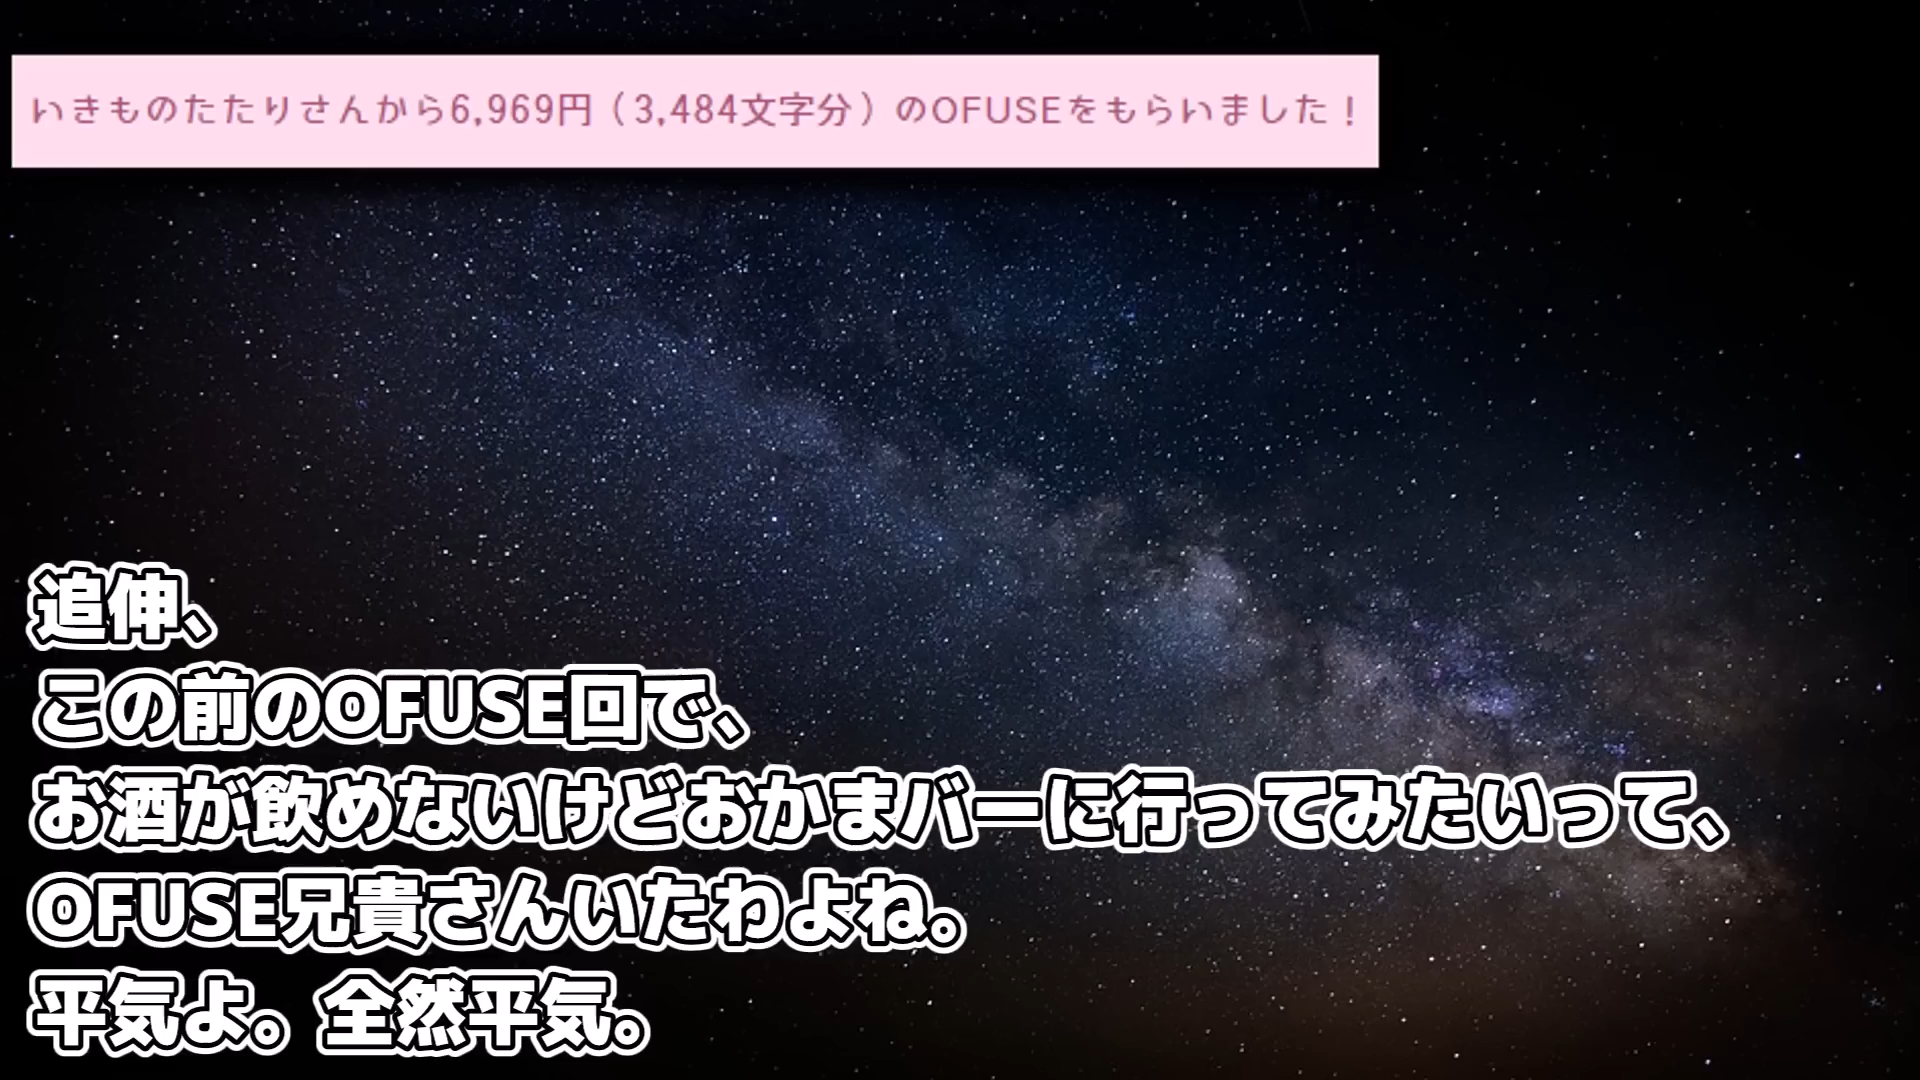 いきものたたりさんから6,969円（3,484文字分）のOFUSEをもらいました！
追伸、
この前のOFUSE回で、
お酒が飲めないけどおかまバーに行ってみたいって、
OFUSE兄貴さんいたわよね。
平気よ。全然平気。